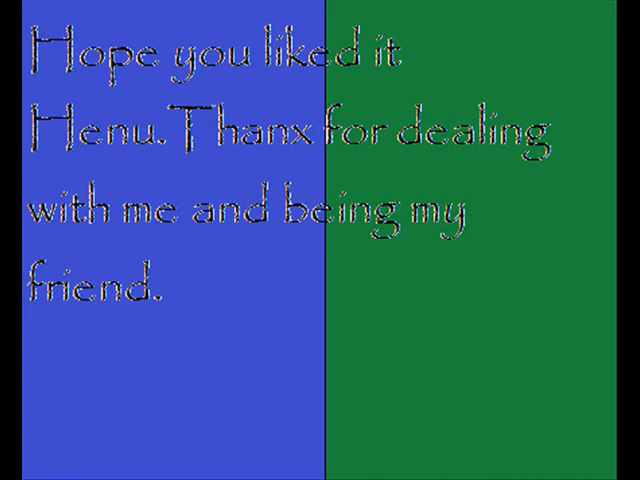 Hope you liked it
Henu.Thanx for dealing
with me and being my
friend.